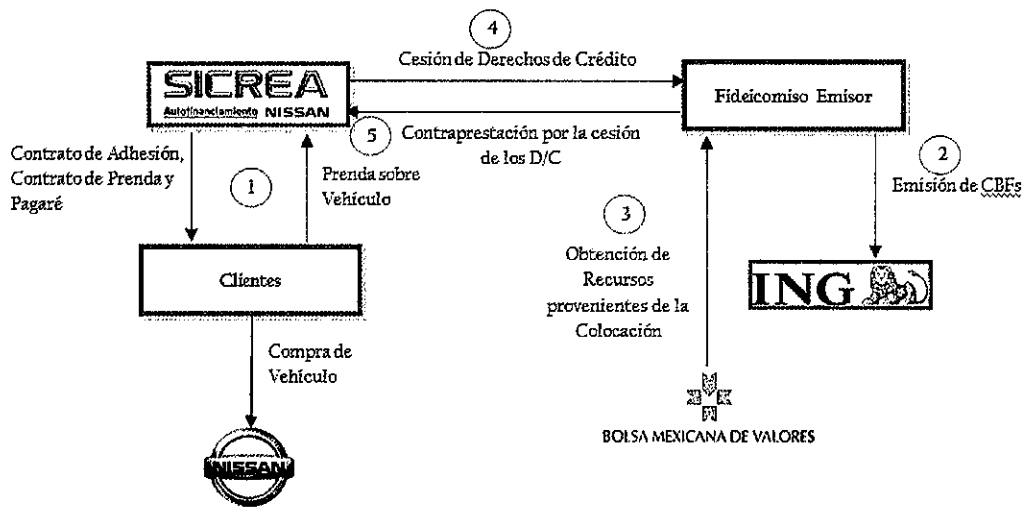 4
Cesión de Derechos de Crédito
SICREA
Autofinanciamiento NISSAN
Fideicomiso Emisor
5
Contraprestación por la cesión
de los D/C
Contrato de Adhesión,
Contrato de Prenda y
Pagaré
1
Prenda sobre
Vehículo
2
Emisión de CBFs
3
Obtención de
Recursos
provenientes de la
Colocación
Clientes
ING
Compra de
Vehículo
BOLSA MEXICANA DE VALORES
NISSAN